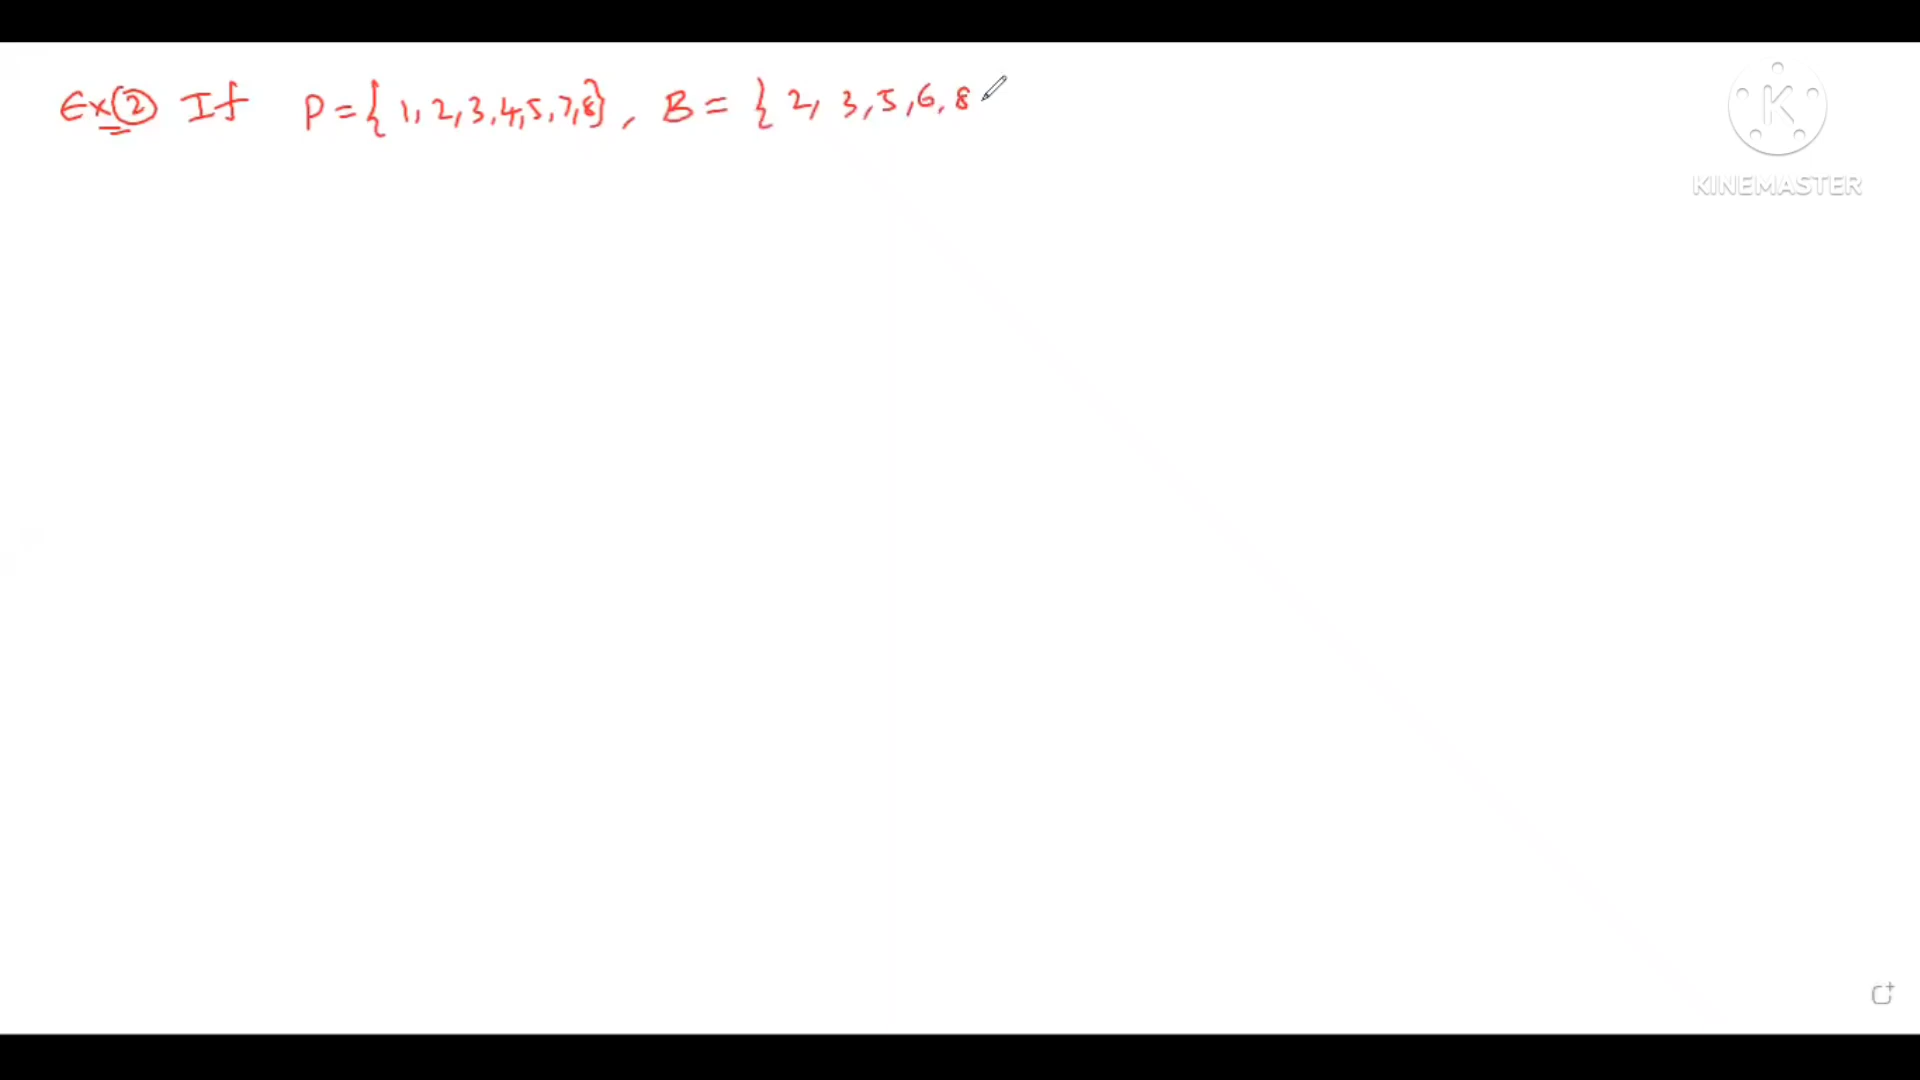 Ex② If P = { 1, 2, 3, 4, 5, 7, 8 } , B = { 2, 3, 5, 6, 8
K
KINEMASTER